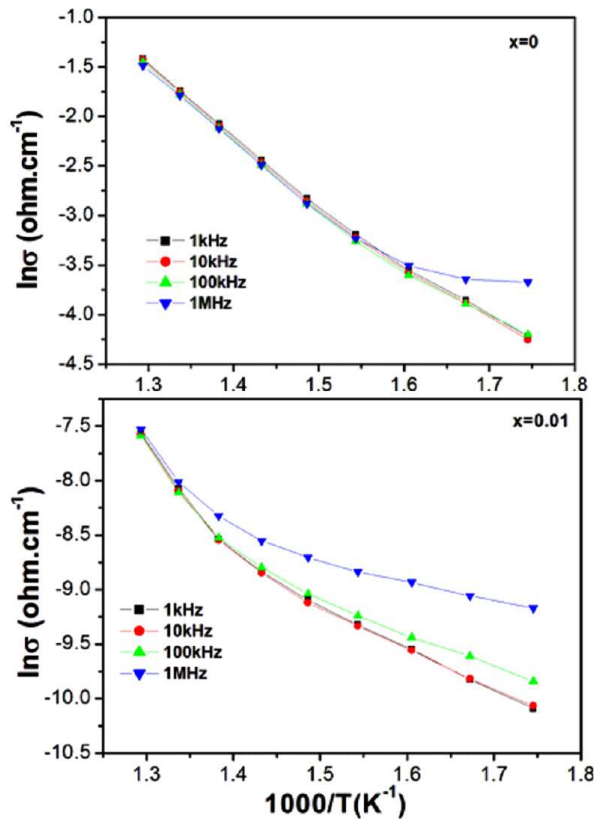 -1.0
x=0
-1.5
-2.0
-2.5
-3.0
-3.5
-4.0
-4.5
lnσ (ohm.cm⁻¹)
1kHz
10kHz
100kHz
1MHz
1.3 1.4 1.5 1.6 1.7 1.8
x=0.01
-7.5
-8.0
-8.5
-9.0
-9.5
-10.0
-10.5
lnσ (ohm.cm⁻¹)
1kHz
10kHz
100kHz
1MHz
1.3 1.4 1.5 1.6 1.7 1.8
1000/T(K⁻¹)